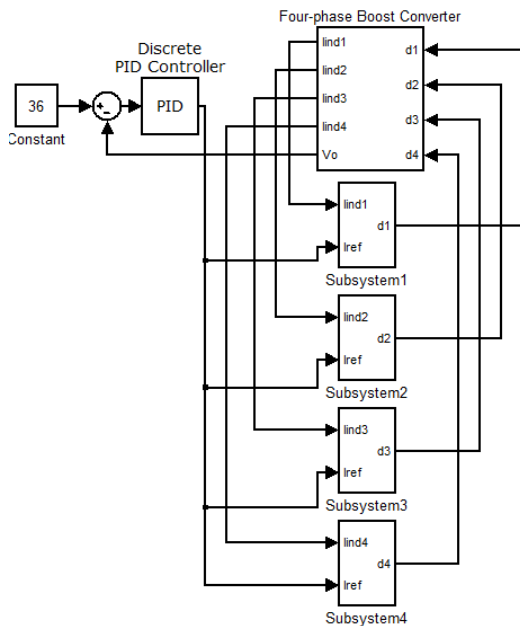 Four-phase Boost Converter
Iind1
Iind2
Iind3
Iind4
Vo
d1
d2
d3
d4
Discrete
PID Controller
36
Constant
+
-
PID
Iind1
Iref
d1
Subsystem1
Iind2
Iref
d2
Subsystem2
Iind3
Iref
d3
Subsystem3
Iind4
Iref
d4
Subsystem4